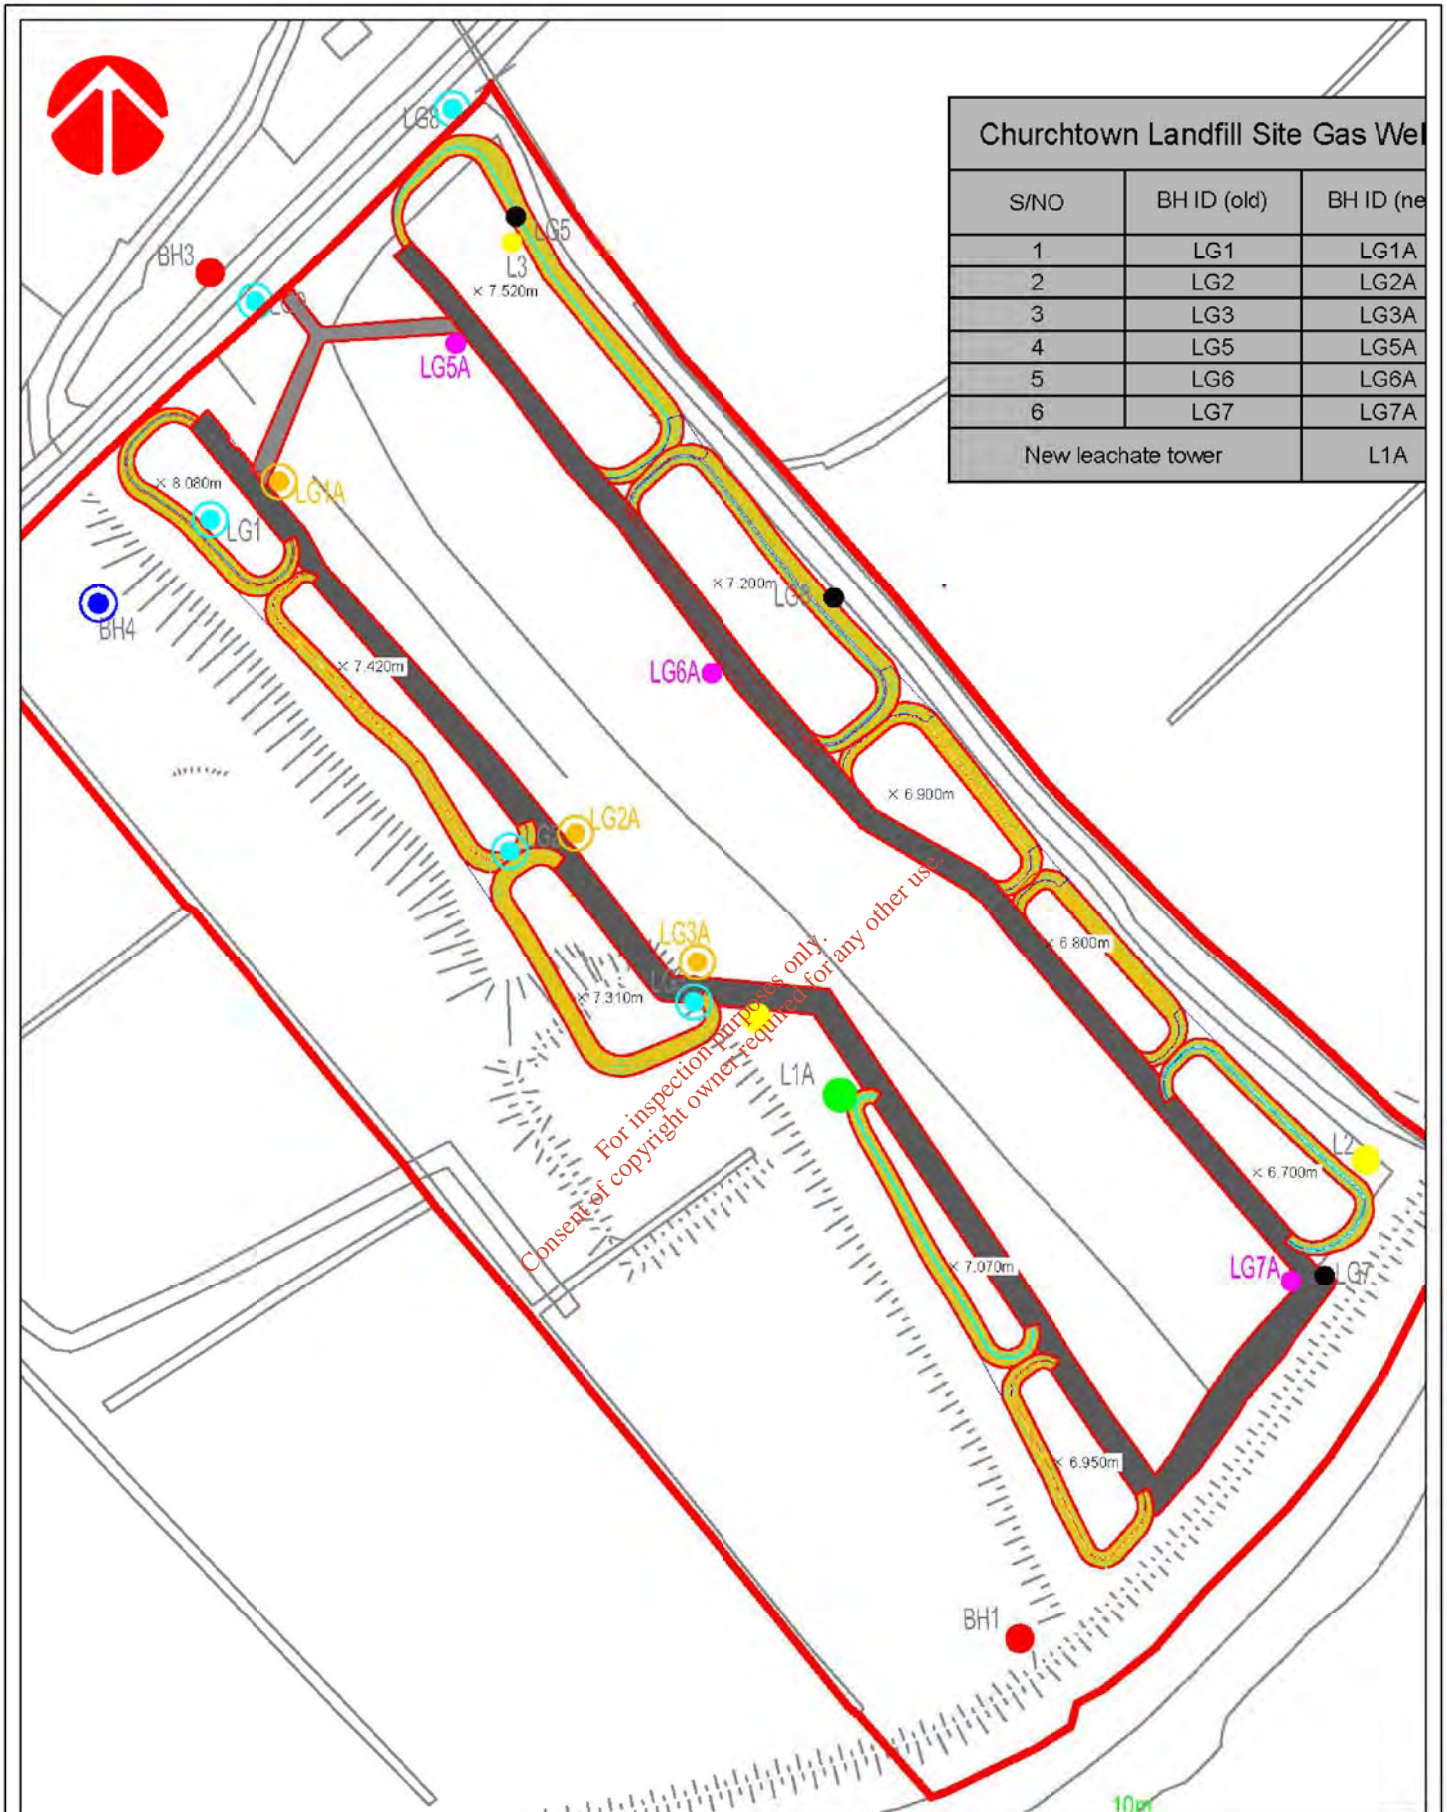 Churchtown Landfill Site Gas Wel
S/NO BH ID (old) BH ID (ne
1 LG1 LG1A
2 LG2 LG2A
3 LG3 LG3A
4 LG5 LG5A
5 LG6 LG6A
6 LG7 LG7A
New leachate tower L1A
LG8
LG5
BH3
L3
× 7.520m
LG5A
× 8.080m
LG1A
LG1
× 7.200m
BH4
× 7.420m
LG6A
× 6.900m
LG2A
LG2
LG3A
× 6.800m
× 7.310m
L1A
L2
× 6.700m
× 7.070m
LG7A
LG7
× 6.950m
BH1
10m
For inspection purposes only.
Consent of copyright owner required for any other use.